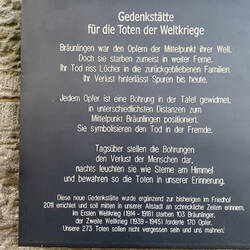 Gedenkstätte
für die Toten der Weltkriege
Bräunlingen war den Opfern der Mittelpunkt ihrer Welt.
Doch sie starben zumeist in weiter Ferne.
Ihr Tod riss Löcher in die zurückgebliebenen Familien.
Ihr Verlust hinterlässt Spuren bis heute.
Jedem Opfer ist eine Bohrung in der Tafel gewidmet,
in unterschiedlichsten Distanzen zum
Mittelpunkt Bräunlingen positioniert.
Sie symbolisieren den Tod in der Fremde.
Tagsüber stellen die Bohrungen
den Verlust der Menschen dar,
nachts leuchten sie wie Sterne am Himmel
und bewahren so die Toten in unserer Erinnerung.
Diese neue Gedenkstätte wurde ergänzend zur bisherigen im Friedhof
2011 errichtet und soll mitten in unserer Altstadt an schreckliche Zeiten erinnern.
Im Ersten Weltkrieg (1914 - 1918) starben 103 Bräunlinger,
der Zweite Weltkrieg (1939 - 1945) forderte 170 Opfer.
Unsere 273 Toten sollen nicht vergessen sein und uns mahnen!